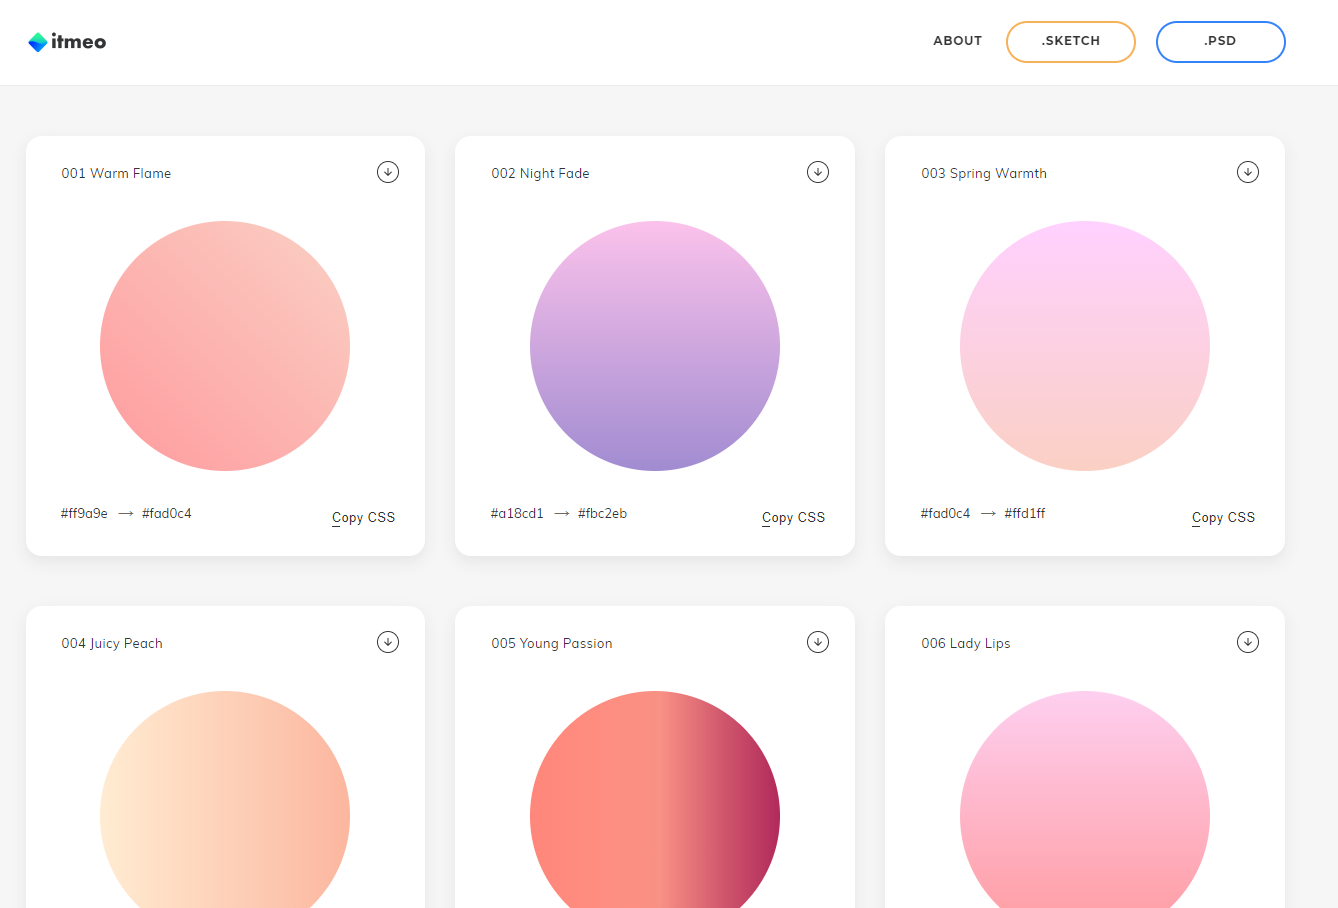 itmeo
ABOUT
.SKETCH
.PSD
001 Warm Flame
002 Night Fade
003 Spring Warmth
#ff9a9e → #fad0c4
Copy CSS
#a18cd1 → #fbc2eb
Copy CSS
#fad0c4 → #ffd1ff
Copy CSS
004 Juicy Peach
005 Young Passion
006 Lady Lips